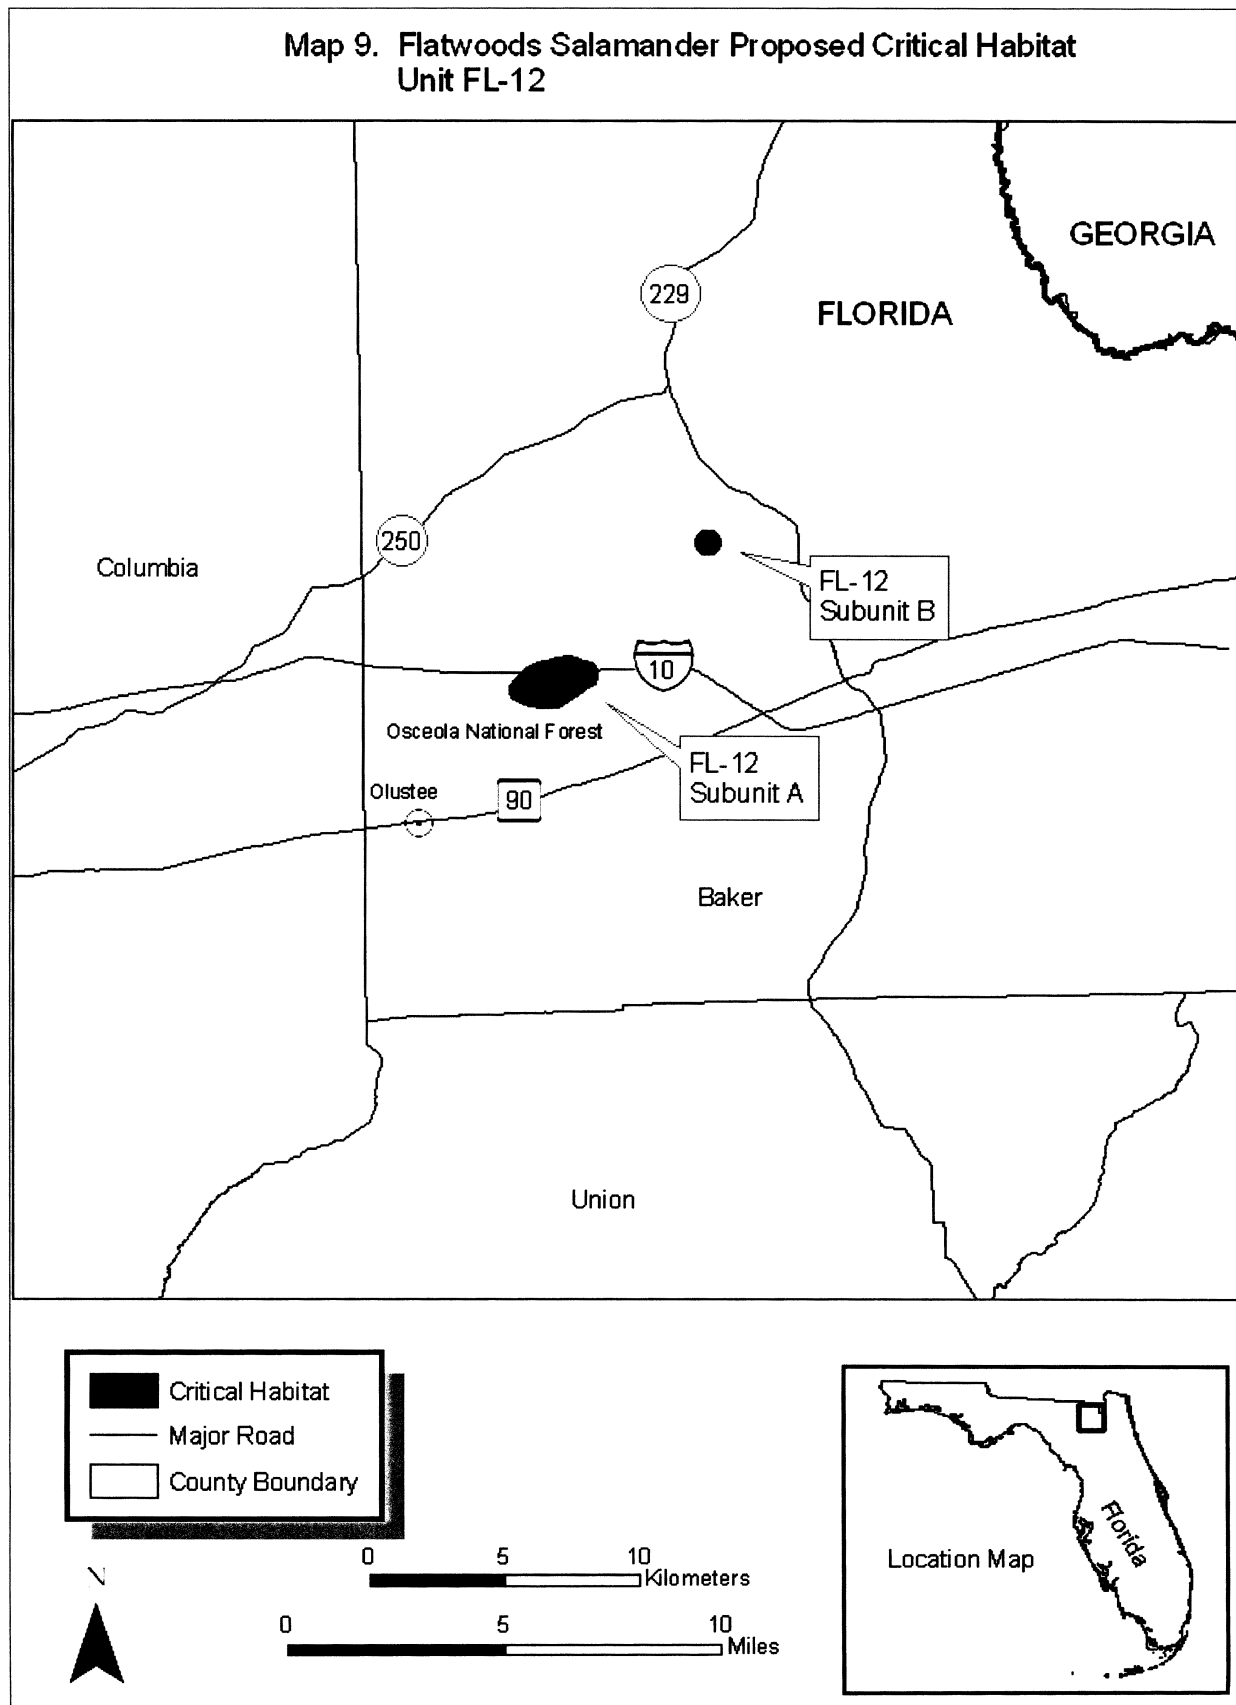 Map 9. Flatwoods Salamander Proposed Critical Habitat
Unit FL-12
GEORGIA
229
FLORIDA
250
Columbia
FL-12
Subunit B
10
Osceola National Forest
FL-12
Subunit A
Olustee
90
Baker
Union
Critical Habitat
Major Road
County Boundary
N
0 5 10
Kilometers
0 5 10
Miles
Florida
Location Map